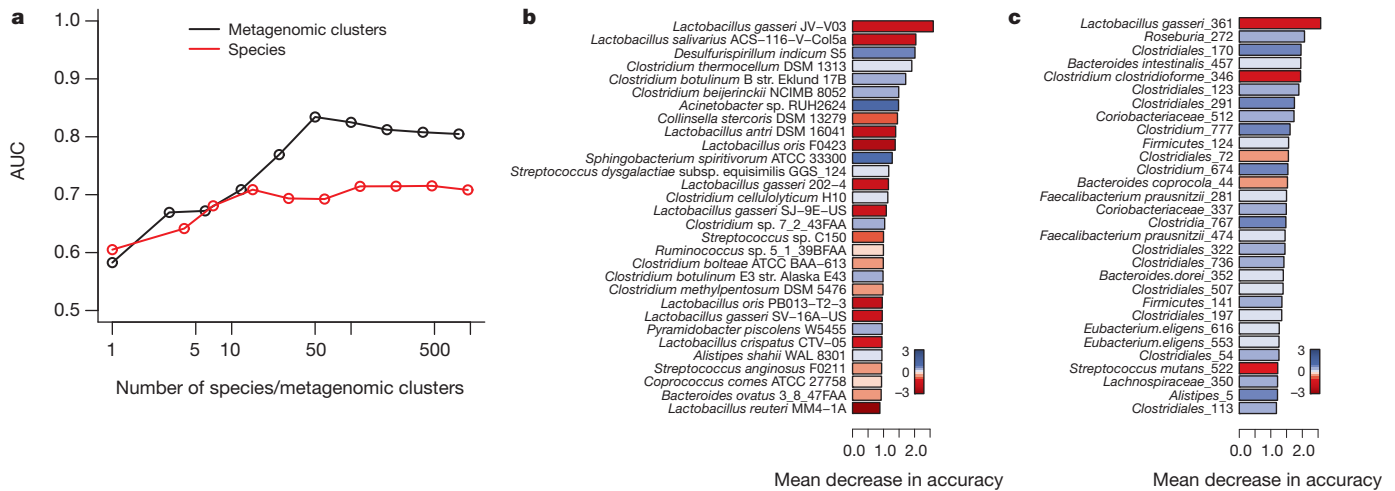 a
1.0
0.9
0.8
0.7
0.6
0.5
AUC
Metagenomic clusters
Species
1
5
10
50
500
Number of species/metagenomic clusters
b
Lactobacillus gasseri JV−V03
Lactobacillus salivarius ACS−116−V−Col5a
Desulfurispirillum indicum S5
Clostridium thermocellum DSM 1313
Clostridium botulinum B str. Eklund 17B
Clostridium beijerinckii NCIMB 8052
Acinetobacter sp. RUH2624
Collinsella stercoris DSM 13279
Lactobacillus antri DSM 16041
Lactobacillus oris F0423
Sphingobacterium spiritivorum ATCC 33300
Streptococcus dysgalactiae subsp. equisimilis GGS_124
Lactobacillus gasseri 202−4
Clostridium cellulolyticum H10
Lactobacillus gasseri SJ−9E−US
Clostridium sp. 7_2_43FAA
Streptococcus sp. C150
Ruminococcus sp. 5_1_39BFAA
Clostridium bolteae ATCC BAA−613
Clostridium botulinum E3 str. Alaska E43
Clostridium methylpentosum DSM 5476
Lactobacillus oris PB013−T2−3
Lactobacillus gasseri SV−16A−US
Pyramidobacter piscolens W5455
Lactobacillus crispatus CTV−05
Alistipes shahii WAL 8301
Streptococcus anginosus F0211
Coprococcus comes ATCC 27758
Bacteroides ovatus 3_8_47FAA
Lactobacillus reuteri MM4−1A
3
0
−3
0.0
1.0
2.0
Mean decrease in accuracy
c
Lactobacillus gasseri_361
Roseburia_272
Clostridiales_170
Bacteroides intestinalis_457
Clostridium clostridioforme_346
Clostridiales_123
Clostridiales_291
Coriobacteriaceae_512
Clostridium_777
Firmicutes_124
Clostridiales_72
Clostridium_674
Bacteroides coprocola_44
Faecalibacterium prausnitzii_281
Coriobacteriaceae_337
Clostridia_767
Faecalibacterium prausnitzii_474
Clostridiales_322
Clostridiales_736
Bacteroides.dorei_352
Clostridiales_507
Firmicutes_141
Clostridiales_197
Eubacterium.eligens_616
Eubacterium.eligens_553
Clostridiales_54
Streptococcus mutans_522
Lachnospiraceae_350
Alistipes_5
Clostridiales_113
3
0
−3
0.0
1.0
2.0
Mean decrease in accuracy